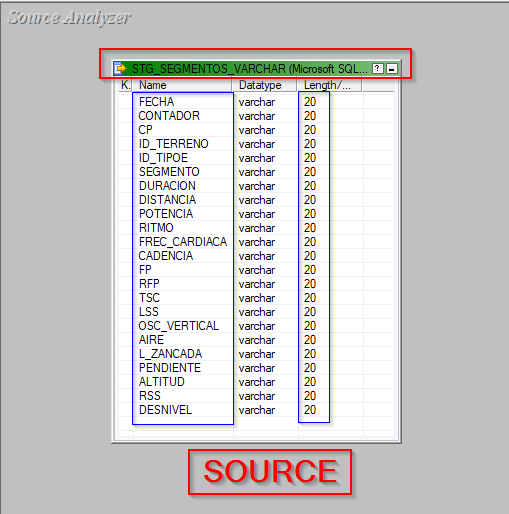 Source Analyzer
STG_SEGMENTOS_VARCHAR (Microsoft SQL... ?
K. Name Datatype Length/...
FECHA varchar 20
CONTADOR varchar 20
CP varchar 20
ID_TERRENO varchar 20
ID_TIPOE varchar 20
SEGMENTO varchar 20
DURACION varchar 20
DISTANCIA varchar 20
POTENCIA varchar 20
RITMO varchar 20
FREC_CARDIACA varchar 20
CADENCIA varchar 20
FP varchar 20
RFP varchar 20
TSC varchar 20
LSS varchar 20
OSC_VERTICAL varchar 20
AIRE varchar 20
L_ZANCADA varchar 20
PENDIENTE varchar 20
ALTITUD varchar 20
RSS varchar 20
DESNIVEL varchar 20
SOURCE